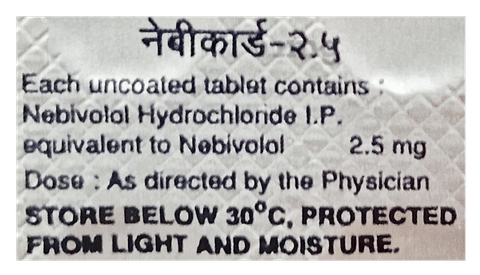 नेबीकार्ड-२.५
Each uncoated tablet contains :
Nebivolol Hydrochloride I.P.
equivalent to Nebivolol 2.5 mg
Dose : As directed by the Physician
STORE BELOW 30°C, PROTECTED
FROM LIGHT AND MOISTURE.